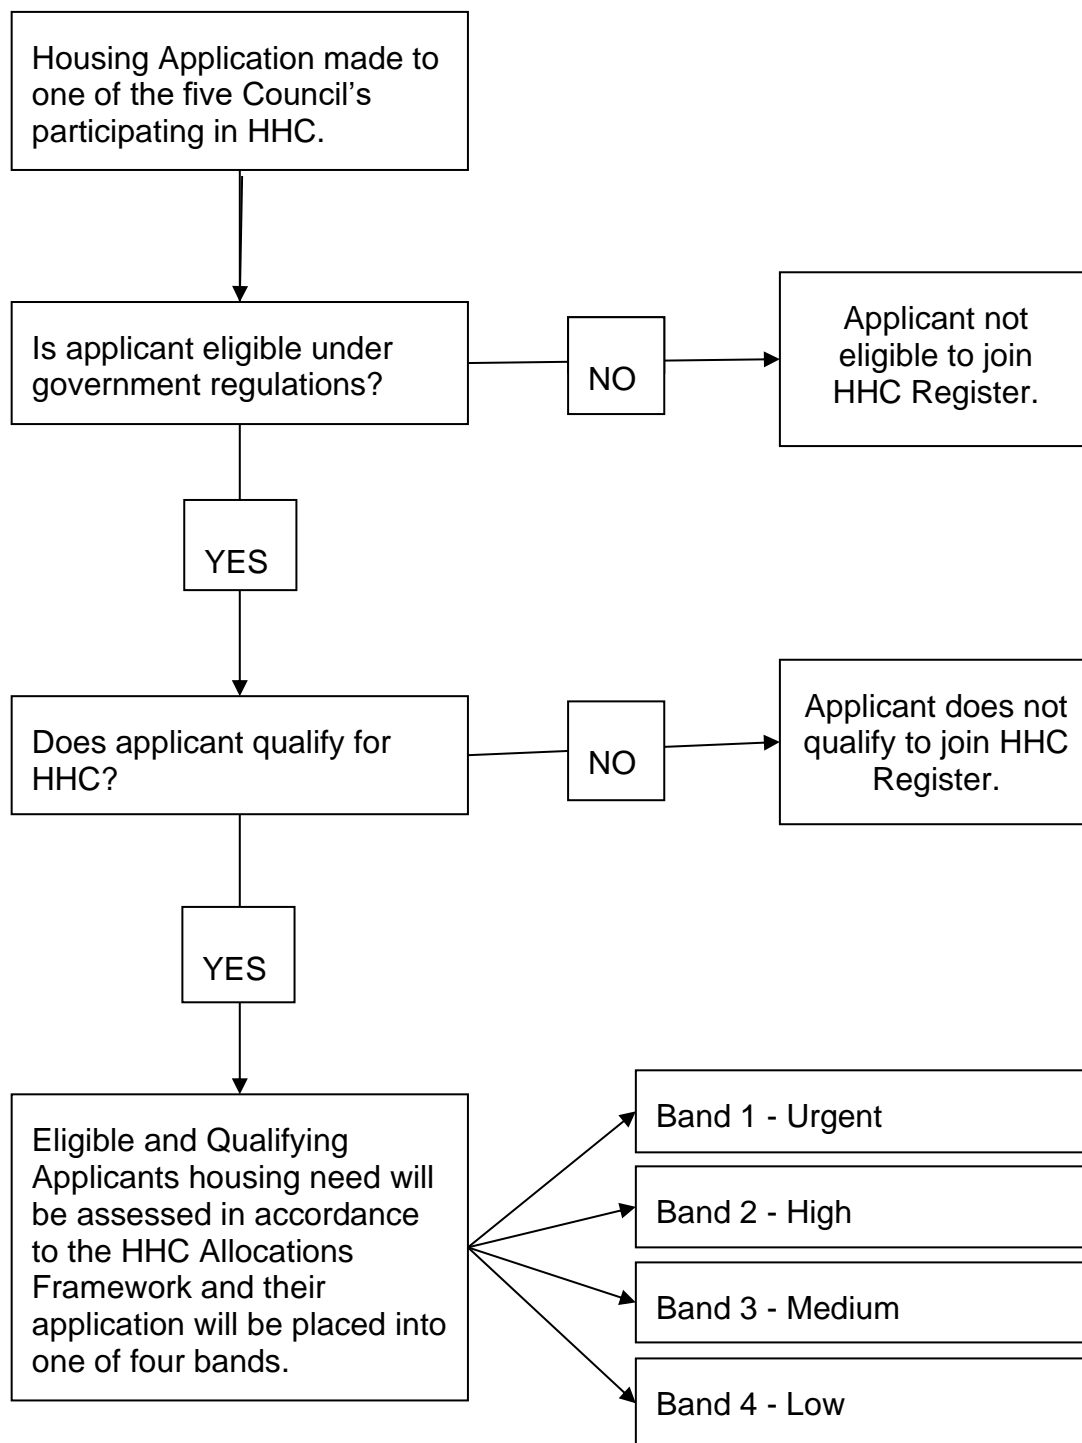 Housing Application made to
one of the five Council’s
participating in HHC.
Is applicant eligible under
government regulations?
NO
Applicant not
eligible to join
HHC Register.
YES
Does applicant qualify for
HHC?
NO
Applicant does not
qualify to join HHC
Register.
YES
Eligible and Qualifying
Applicants housing need will
be assessed in accordance
to the HHC Allocations
Framework and their
application will be placed into
one of four bands.
Band 1 - Urgent
Band 2 - High
Band 3 - Medium
Band 4 - Low